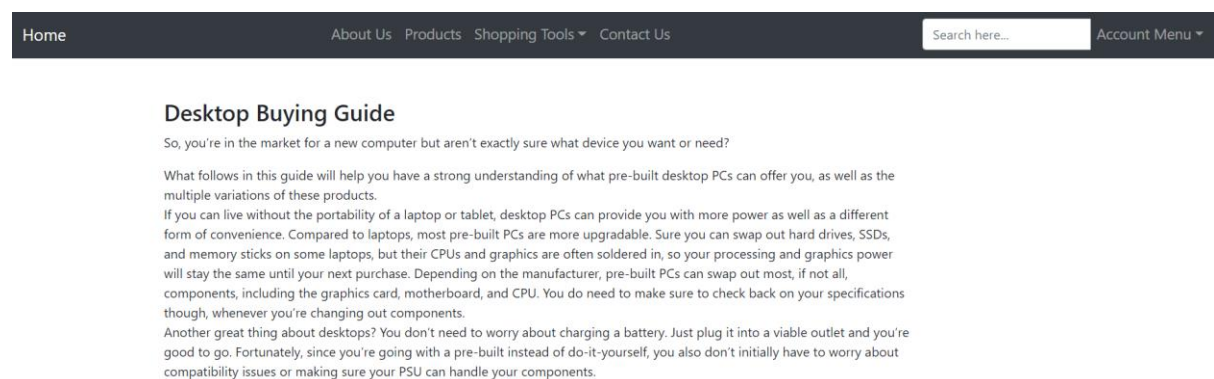 Home About Us Products Shopping Tools Contact Us Search here... Account Menu
Desktop Buying Guide
So, you're in the market for a new computer but aren't exactly sure what device you want or need?
What follows in this guide will help you have a strong understanding of what pre-built desktop PCs can offer you, as well as the
multiple variations of these products.
If you can live without the portability of a laptop or tablet, desktop PCs can provide you with more power as well as a different
form of convenience. Compared to laptops, most pre-built PCs are more upgradable. Sure you can swap out hard drives, SSDs,
and memory sticks on some laptops, but their CPUs and graphics are often soldered in, so your processing and graphics power
will stay the same until your next purchase. Depending on the manufacturer, pre-built PCs can swap out most, if not all,
components, including the graphics card, motherboard, and CPU. You do need to make sure to check back on your specifications
though, whenever you're changing out components.
Another great thing about desktops? You don't need to worry about charging a battery. Just plug it into a viable outlet and you're
good to go. Fortunately, since you're going with a pre-built instead of do-it-yourself, you also don't initially have to worry about
compatibility issues or making sure your PSU can handle your components.